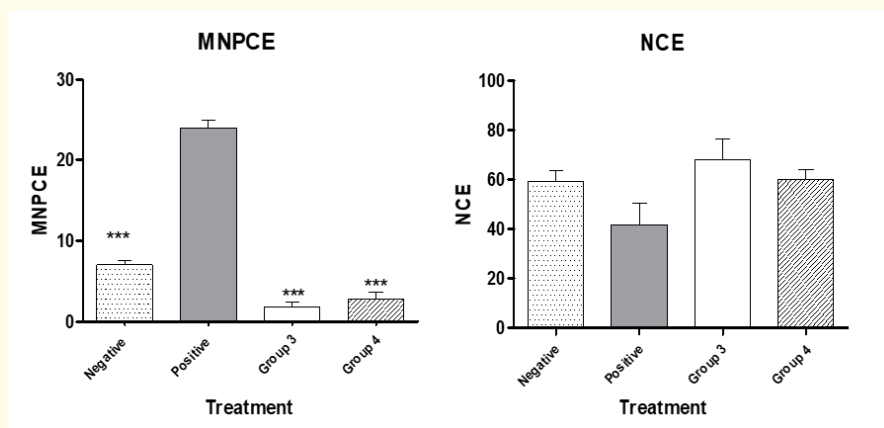 MNPCE
30
20
10
0
MNPCE
***
***
***
Negative
Positive
Group 3
Group 4
Treatment
NCE
100
80
60
40
20
0
NCE
Negative
Positive
Group 3
Group 4
Treatment